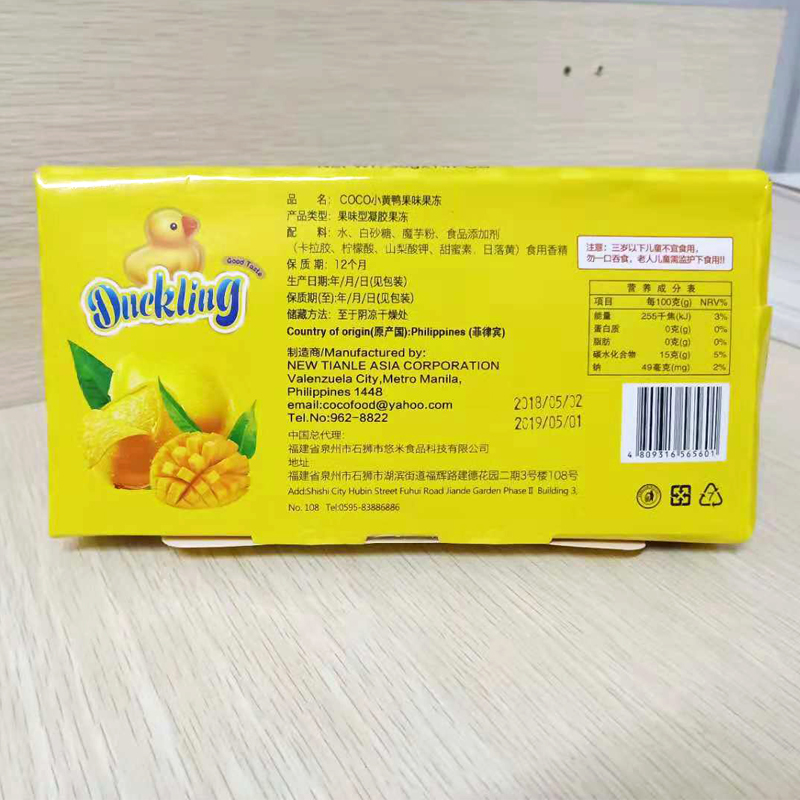 Good Taste
Duckling
品 名: COCO小黄鸭果味果冻
产品类型: 果味型凝胶果冻
配 料: 水、白砂糖、魔芋粉、食品添加剂
(卡拉胶、柠檬酸、山梨酸钾、甜蜜素、日落黄)食用香精
保 质 期: 12个月
生产日期:年/月/日(见包装)
保质期(至):年/月/日(见包装)
储藏方法: 至于阴凉干燥处
Country of origin(原产国):Philippines (菲律宾)
制造商/Manufactured by:
NEW TIANLE ASIA CORPORATION
Valenzuela City,Metro Manila,
Philippines 1448
email:cocofood@yahoo.com
Tel.No:962-8822
中国总代理:
福建省泉州市石狮市悠米食品科技有限公司
地址
福建省泉州市石狮市湖滨街道福辉路建德花园二期3号楼108号
Add:Shishi City Hubin Street Fuhui Road Jiande Garden Phase Ⅱ Building 3,
No. 108 Tel:0595-83886886
2018/05/02
2019/05/01
注意: 三岁以下儿童不宜食用,
勿一口吞食, 老人儿童需监护下食用!!
营 养 成 分 表
项目 每100克(g) NRV%
能量 255千焦(kJ) 3%
蛋白质 0克(g) 0%
脂肪 0克(g) 0%
碳水化合物 15克(g) 5%
钠 49毫克(mg) 2%
4 809316 565601
7